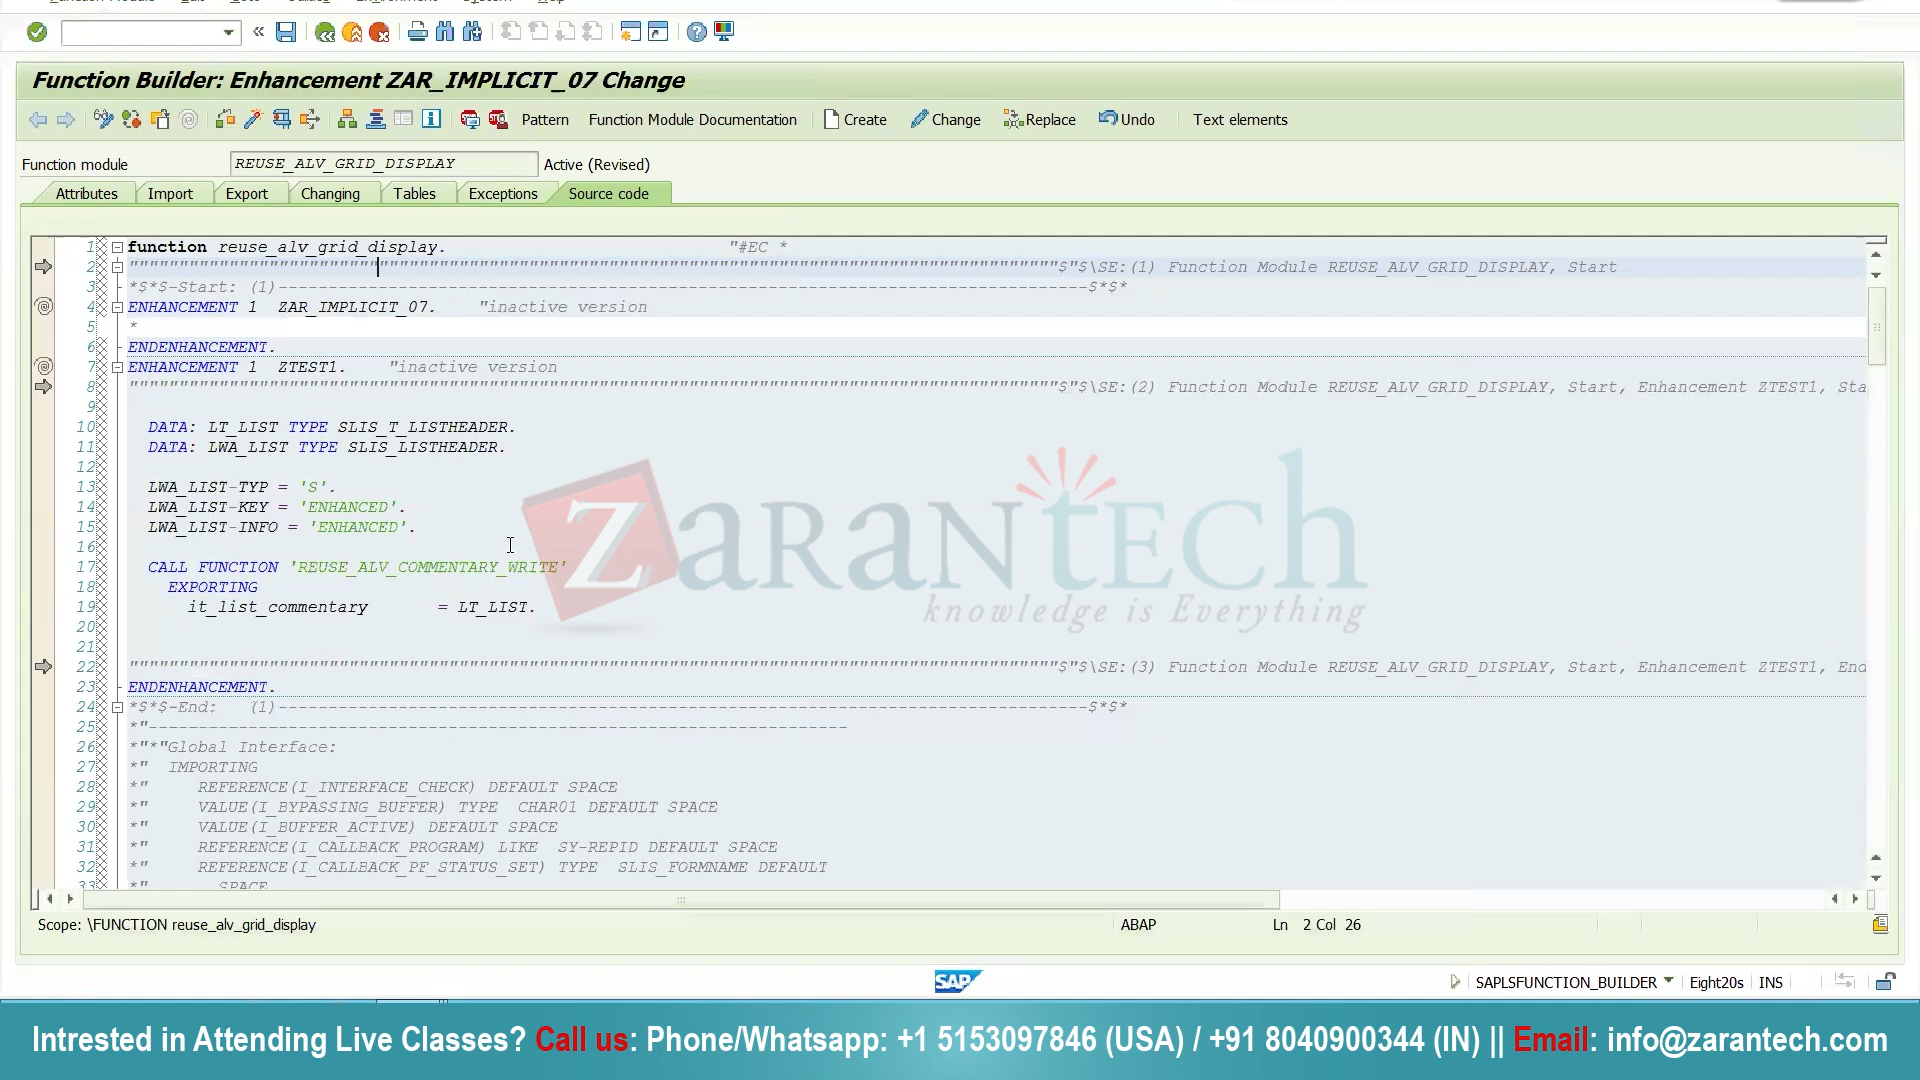 Function Builder: Enhancement ZAR_IMPLICIT_07 Change
Pattern Function Module Documentation Create Change Replace Undo Text elements
Function module REUSE_ALV_GRID_DISPLAY Active (Revised)
Attributes Import Export Changing Tables Exceptions Source code
1 function reuse_alv_grid_display. "#EC *
2 """"""""""""""""""""""""""""""""""""""""""""""""""""""""""""""""""""""""""""""""""""""""""""$"$\SE:(1) Function Module REUSE_ALV_GRID_DISPLAY, Start
3 *$*$-Start: (1)---------------------------------------------------------------------------------$*$*
4 ENHANCEMENT 1 ZAR_IMPLICIT_07. "inactive version
5 *
6 ENDENHANCEMENT.
7 ENHANCEMENT 1 ZTEST1. "inactive version
8 """"""""""""""""""""""""""""""""""""""""""""""""""""""""""""""""""""""""""""""""""""""""""""$"$\SE:(2) Function Module REUSE_ALV_GRID_DISPLAY, Start, Enhancement ZTEST1, Sta
9
10 DATA: LT_LIST TYPE SLIS_T_LISTHEADER.
11 DATA: LWA_LIST TYPE SLIS_LISTHEADER.
12
13 LWA_LIST-TYP = 'S'.
14 LWA_LIST-KEY = 'ENHANCED'.
15 LWA_LIST-INFO = 'ENHANCED'.
16
17 CALL FUNCTION 'REUSE_ALV_COMMENTARY_WRITE'
18 EXPORTING
19 it_list_commentary = LT_LIST.
20
21
22 """"""""""""""""""""""""""""""""""""""""""""""""""""""""""""""""""""""""""""""""""""""""""""$"$\SE:(3) Function Module REUSE_ALV_GRID_DISPLAY, Start, Enhancement ZTEST1, End
23 ENDENHANCEMENT.
24 *$*$-End: (1)---------------------------------------------------------------------------------$*$*
25 *"----------------------------------------------------------------------
26 *"*"Global Interface:
27 *" IMPORTING
28 *" REFERENCE(I_INTERFACE_CHECK) DEFAULT SPACE
29 *" VALUE(I_BYPASSING_BUFFER) TYPE CHAR01 DEFAULT SPACE
30 *" VALUE(I_BUFFER_ACTIVE) DEFAULT SPACE
31 *" REFERENCE(I_CALLBACK_PROGRAM) LIKE SY-REPID DEFAULT SPACE
32 *" REFERENCE(I_CALLBACK_PF_STATUS_SET) TYPE SLIS_FORMNAME DEFAULT
33 *" SPACE
ZaranTech
knowledge is Everything
Scope: \FUNCTION reuse_alv_grid_display ABAP Ln 2 Col 26
SAP SAPLSFUNCTION_BUILDER Eight20s INS
Intrested in Attending Live Classes? Call us: Phone/Whatsapp: +1 5153097846 (USA) / +91 8040900344 (IN) || Email: info@zarantech.com